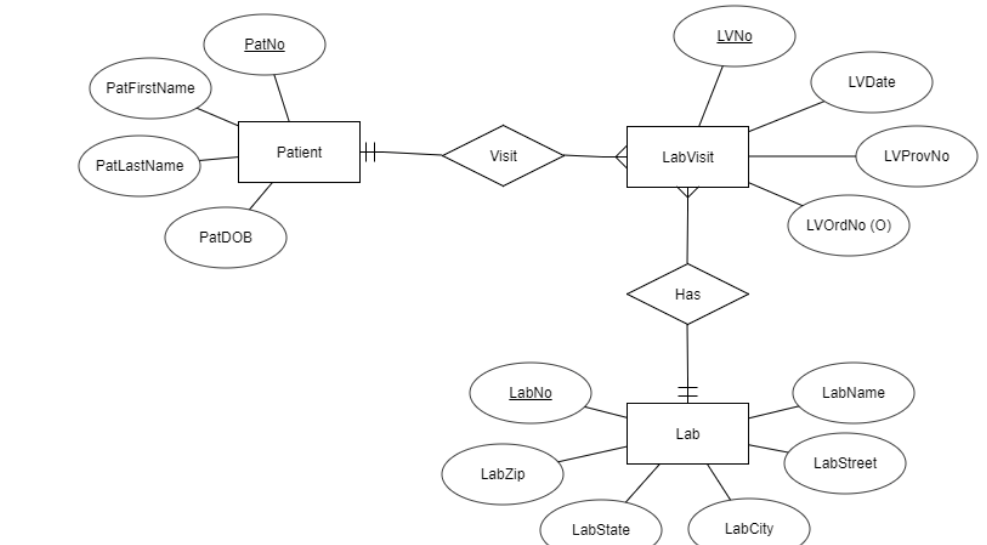 PatNo
LVNo
PatFirstName
LVDate
Patient
Visit
LabVisit
LVProvNo
PatLastName
PatDOB
LVOrdNo (O)
Has
LabNo
LabName
Lab
LabZip
LabStreet
LabState
LabCity